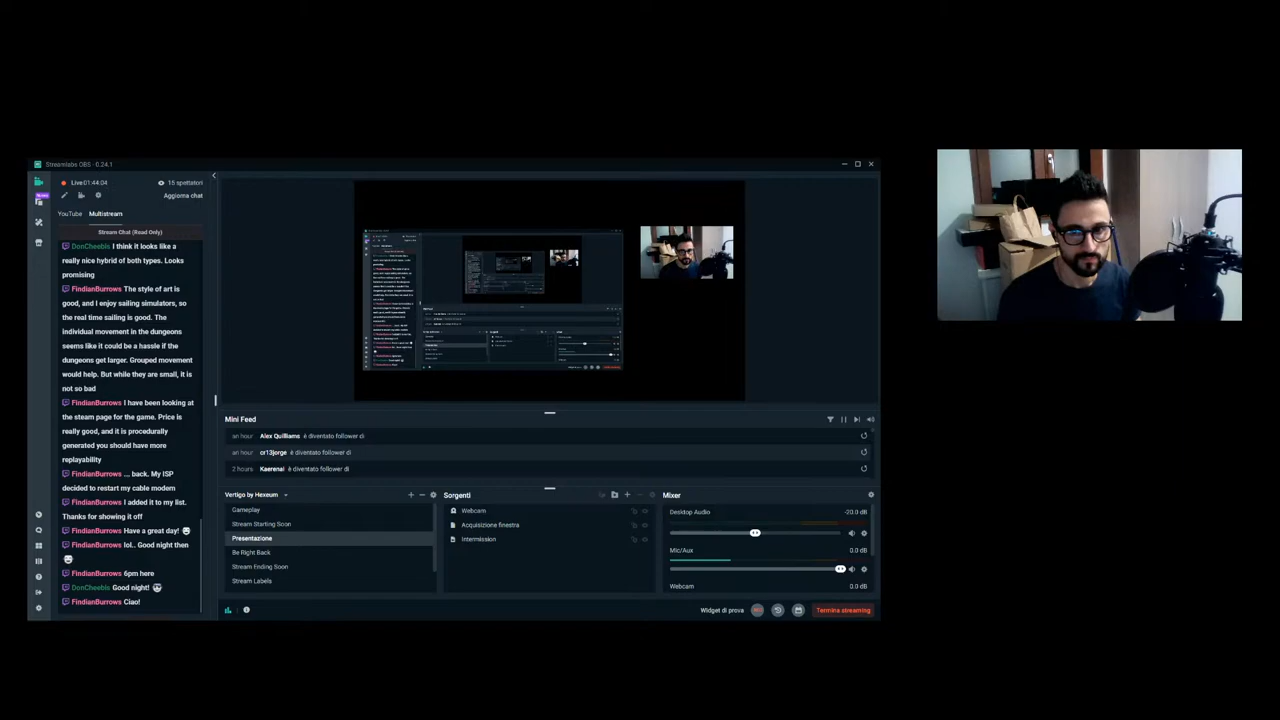 Streamlabs OBS - 0.24.1
Live 01:44:04
15 spettatori
Aggiorna chat
YouTube
Multistream
Stream Chat (Read Only)
DonCheebis I think it looks like a
really nice hybrid of both types. Looks
promising
FindianBurrows The style of art is
good, and I enjoy sailing simulators, so
the real time sailing is good. The
individual movement in the dungeons
seems like it could be a hassle if the
dungeons get larger. Grouped movement
would help. But while they are small, it is
not so bad
FindianBurrows I have been looking at
the steam page for the game. Price is
really good, and it is procedurally
generated you should have more
replayability
FindianBurrows ... back. My ISP
decided to restart my cable modem
FindianBurrows I added it to my list.
Thanks for showing it off
FindianBurrows Have a great day!
FindianBurrows lol.. Good night then
FindianBurrows 6pm here
DonCheebis Good night!
FindianBurrows Ciao!
Mini Feed
an hour Alex Quilliams è diventato follower di
an hour cr13jorge è diventato follower di
2 hours Kaerenai è diventato follower di
Vertigo by Hexeum
Gameplay
Stream Starting Soon
Presentazione
Be Right Back
Stream Ending Soon
Stream Labels
Sorgenti
Webcam
Acquisizione finestra
Intermission
Mixer
Desktop Audio -20.0 dB
Mic/Aux 0.0 dB
Webcam 0.0 dB
Widget di prova
REC
Termina streaming